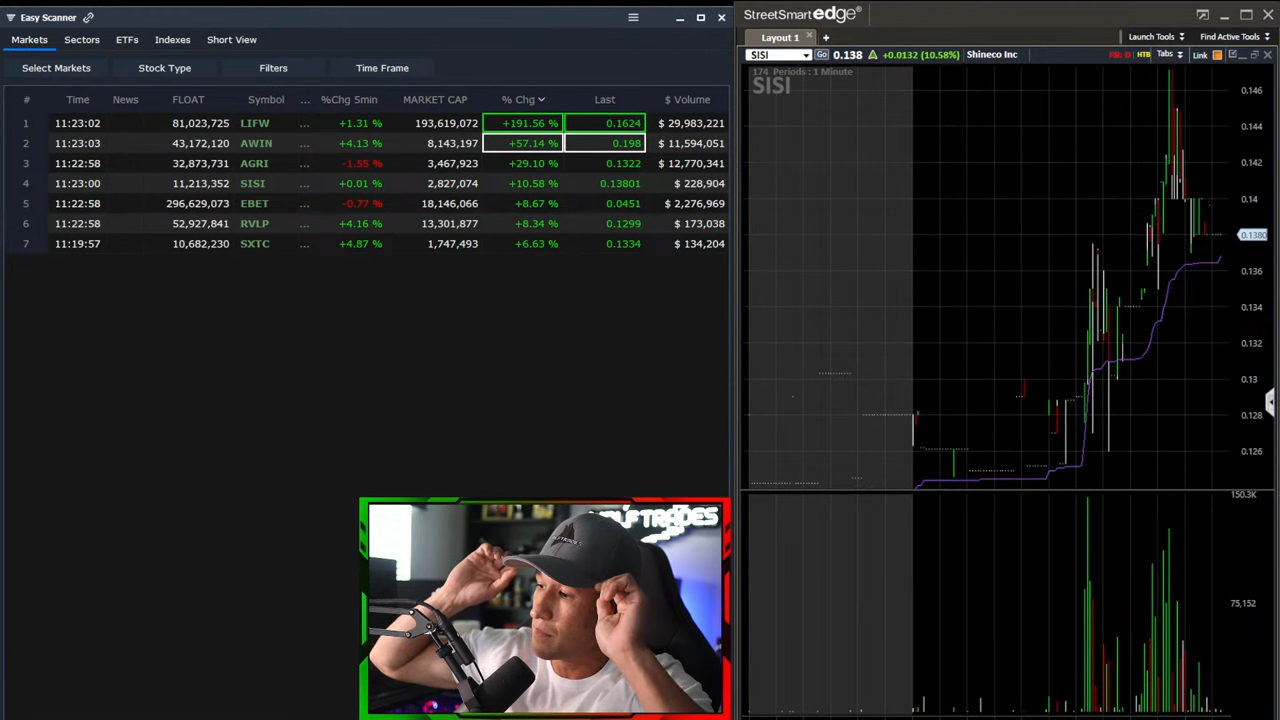 Easy Scanner
Markets Sectors ETFs Indexes Short View
Select Markets Stock Type Filters Time Frame
# Time News FLOAT Symbol ... %Chg 5min MARKET CAP % Chg Last $ Volume
1 11:23:02 81,023,725 LIFW ... +1.31 % 193,619,072 +191.56 % 0.1624 $ 29,983,221
2 11:23:03 43,172,120 AWIN ... +4.13 % 8,143,197 +57.14 % 0.198 $ 11,594,051
3 11:22:58 32,873,731 AGRI ... -1.55 % 3,467,923 +29.10 % 0.1322 $ 12,770,341
4 11:23:00 11,213,352 SISI ... +0.01 % 2,827,074 +10.58 % 0.13801 $ 228,904
5 11:22:58 296,629,073 EBET ... -0.77 % 18,146,066 +8.67 % 0.0451 $ 2,276,969
6 11:22:58 52,927,841 RVLP ... +4.16 % 13,301,877 +8.34 % 0.1299 $ 173,038
7 11:19:57 10,682,230 SXTC ... +4.87 % 1,747,493 +6.63 % 0.1334 $ 134,204
StreetSmart edge®
Layout 1 + Launch Tools Find Active Tools
SISI Go 0.138 +0.0132 (10.58%) Shineco Inc HTB Tabs Link
174 Periods : 1 Minute
SISI
0.146
0.144
0.142
0.14
0.1380
0.136
0.134
0.132
0.13
0.128
0.126
150.3K
75,152
LFTRADES